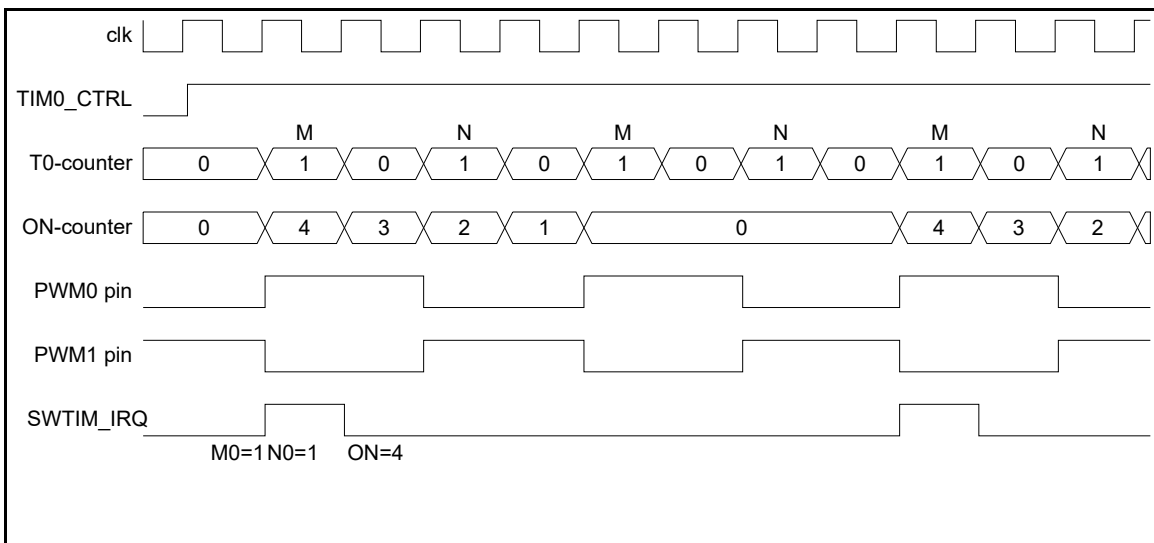 clk
TIM0_CTRL
M N M N M N
T0-counter 0 1 0 1 0 1 0 1 0 1 0 1
ON-counter 0 4 3 2 1 0 4 3 2
PWM0 pin
PWM1 pin
SWTIM_IRQ
M0=1 N0=1 ON=4